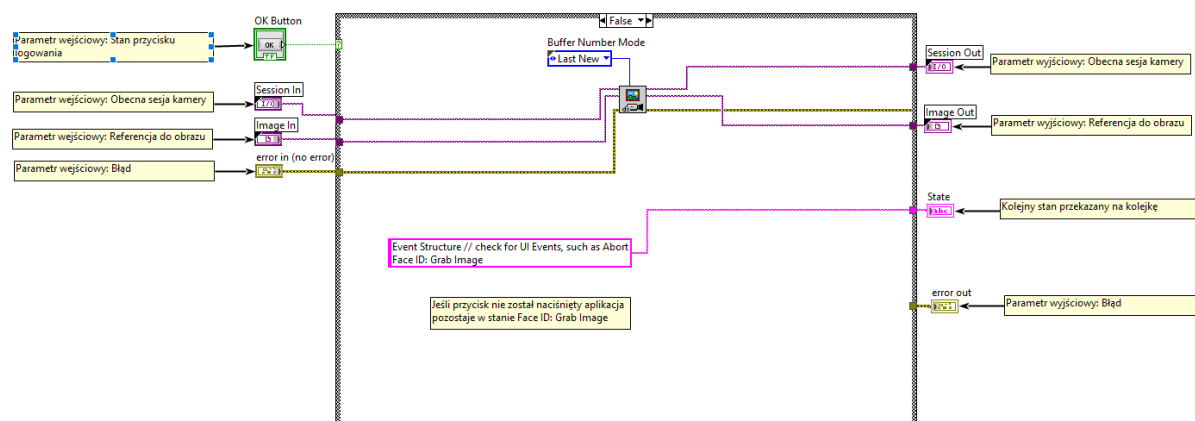 OK Button
False
Parametr wejściowy: Stan przycisku
logowania
OK
Buffer Number Mode
Last New
Session Out
I/O
Parametr wyjściowy: Obecna sesja kamery
Parametr wejściowy: Obecna sesja kamery
Session In
I/O
Image Out
Parametr wyjściowy: Referencja do obrazu
Parametr wejściowy: Referencja do obrazu
Image In
Parametr wejściowy: Błąd
error in (no error)
State
abc
Kolejny stan przekazany na kolejkę
Event Structure // check for UI Events, such as Abort
Face ID: Grab Image
error out
Parametr wyjściowy: Błąd
Jeśli przycisk nie został naciśnięty aplikacja
pozostaje w stanie Face ID: Grab Image